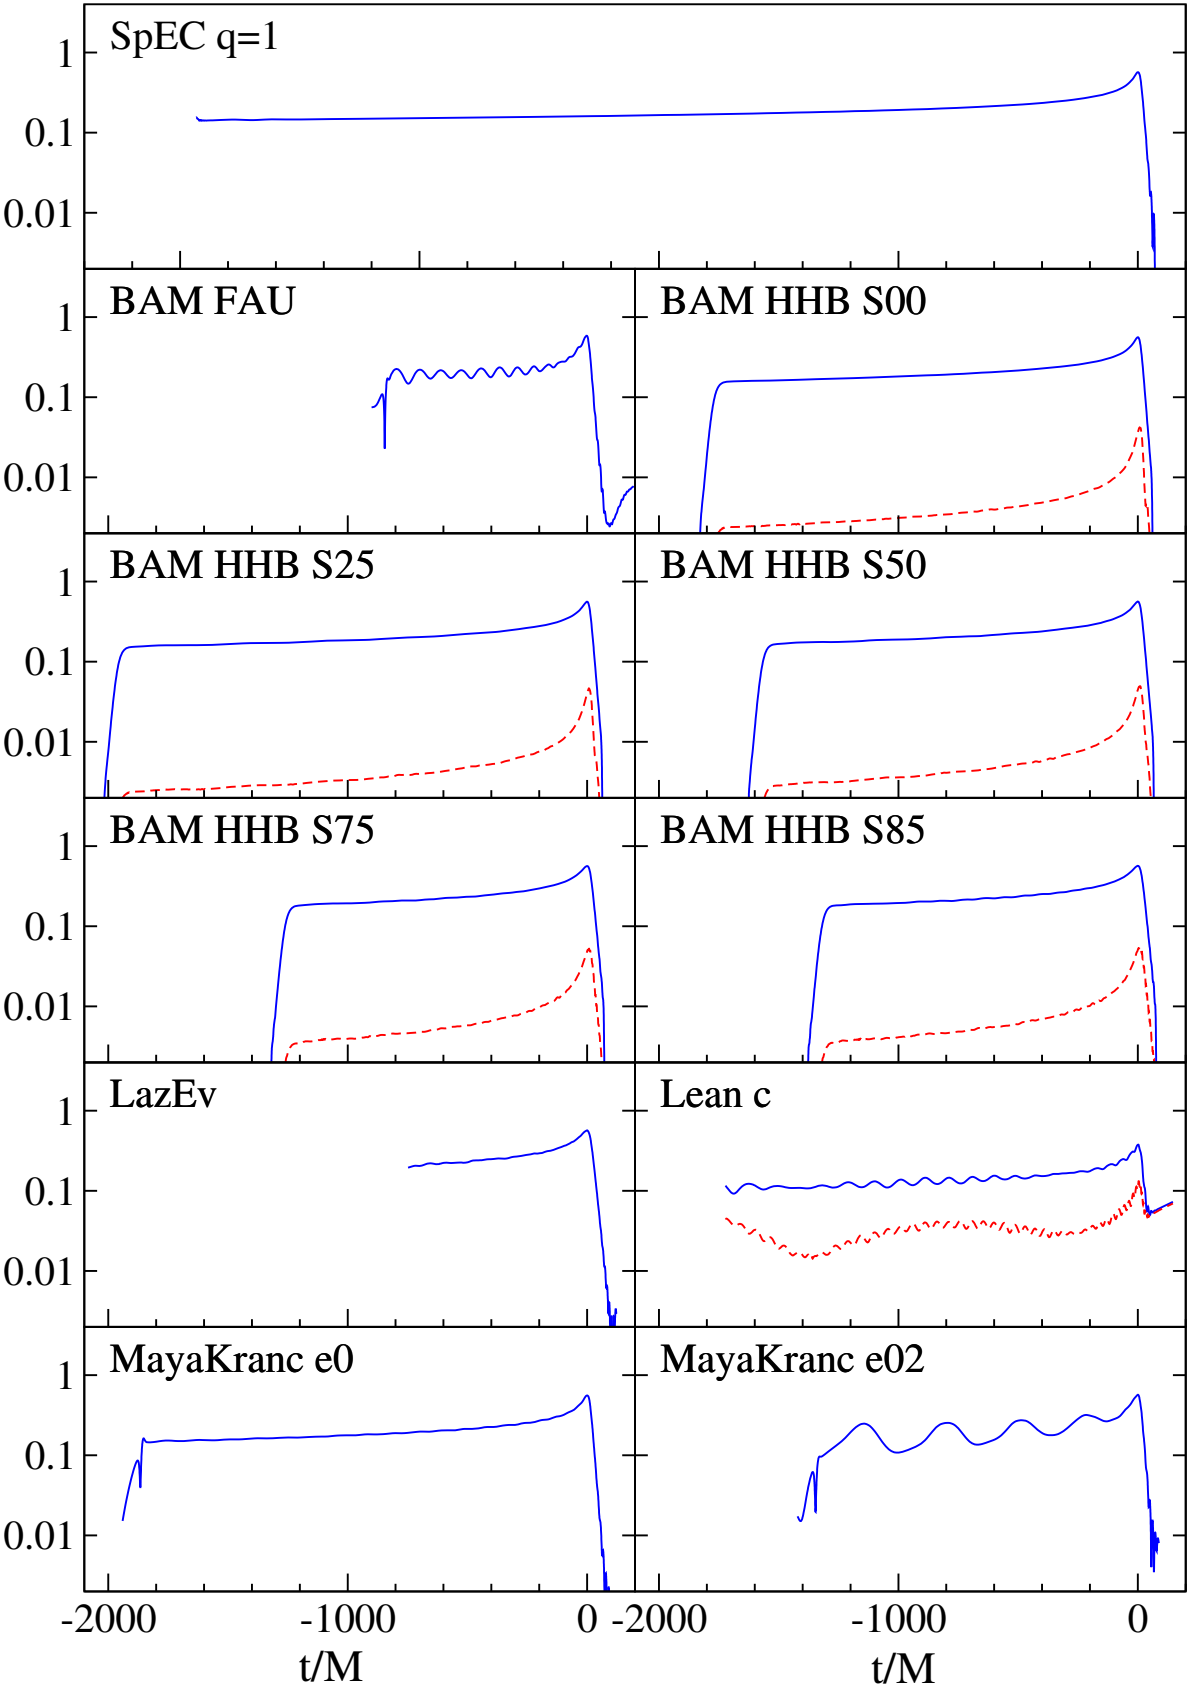 SpEC q=1
1
0.1
0.01
BAM FAU
BAM HHB S00
1
0.1
0.01
BAM HHB S25
BAM HHB S50
1
0.1
0.01
BAM HHB S75
BAM HHB S85
1
0.1
0.01
LazEv
Lean c
1
0.1
0.01
MayaKranc e0
MayaKranc e02
1
0.1
0.01
-2000 -1000 0 -2000 -1000 0
t/M t/M